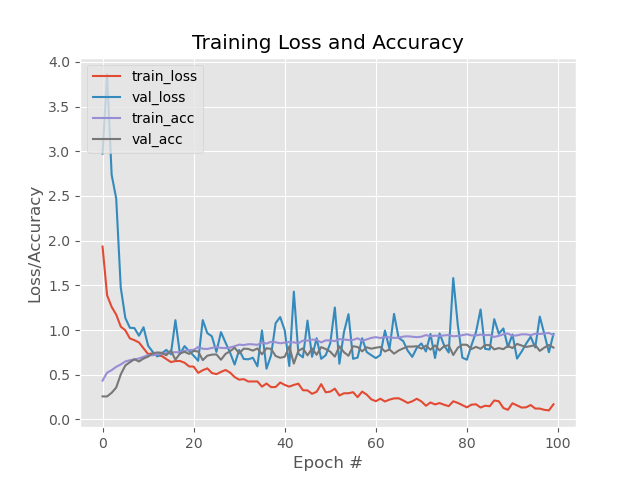 Training Loss and Accuracy
train_loss
val_loss
train_acc
val_acc
4.0
3.5
3.0
2.5
2.0
1.5
1.0
0.5
0.0
Loss/Accuracy
0 20 40 60 80 100
Epoch #